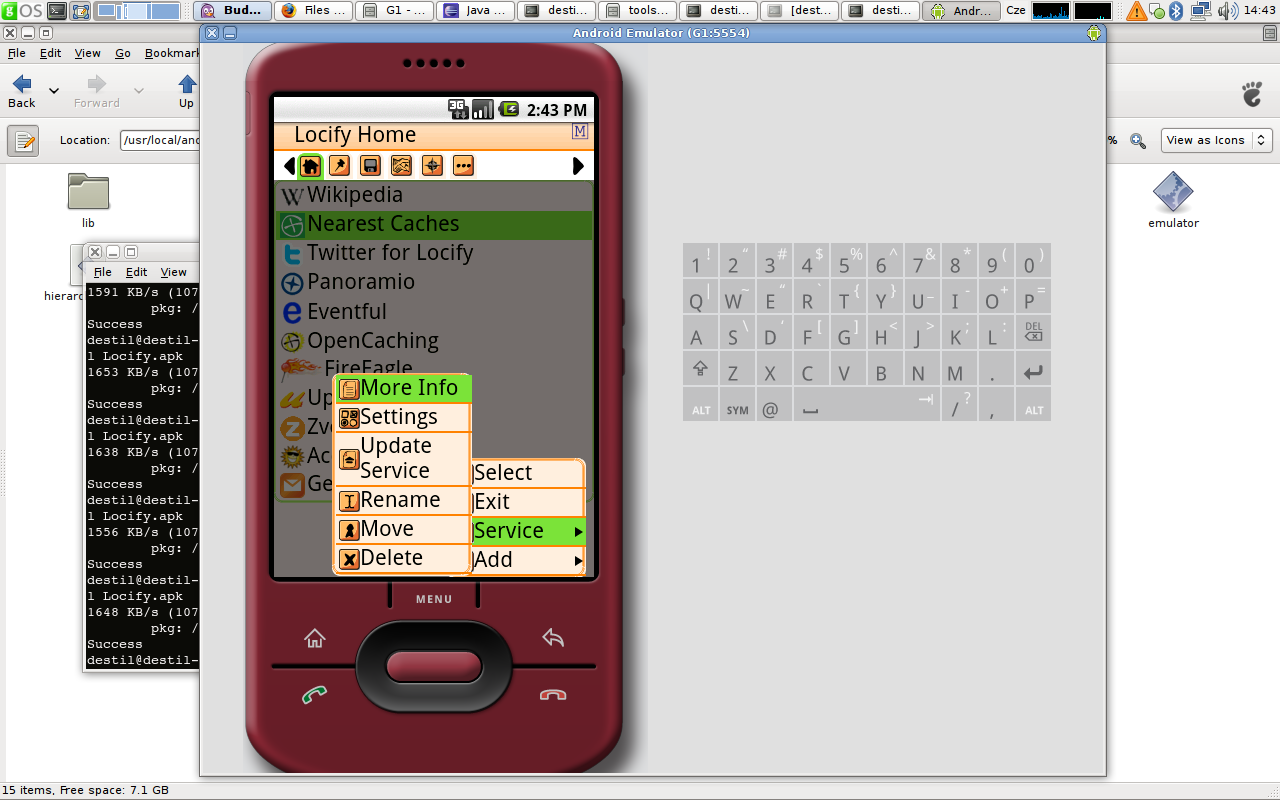 OS
Bud...
Files ...
G1 - ...
Java ...
desti...
tools...
desti...
[dest...
desti...
Andr...
Cze
14:43
Android Emulator (G1:5554)
File Edit View Go Bookmar
Back
Forward
Up
Location:
/usr/local/and
%
View as Icons
lib
emulator
hierar
File Edit View
1591 KB/s (107
pkg: /
Success
destil@destil-
l Locify.apk
1653 KB/s (107
pkg: /
Success
destil@destil-
l Locify.apk
1638 KB/s (107
pkg: /
Success
destil@destil-
l Locify.apk
1556 KB/s (107
pkg: /
Success
destil@destil-
l Locify.apk
1648 KB/s (107
pkg: /
Success
destil@destil-
3G
2:43 PM
Locify Home
M
Wikipedia
Nearest Caches
Twitter for Locify
Panoramio
Eventful
OpenCaching
FireEagle
Up
Zv
Ac
Ge
More Info
Settings
Update
Service
Rename
Move
Delete
Select
Exit
Service
Add
MENU
1 ! 2 " 3 # 4 $ 5 % 6 ^ 7 & 8 * 9 ( 0 )
Q | W ~ E " R ` T { Y } U _ I - O + P =
A S \ D ' F [ G ] H < J > K ; L : DEL
Z X C V B N M .
ALT SYM @ / ? , ALT
15 items, Free space: 7.1 GB